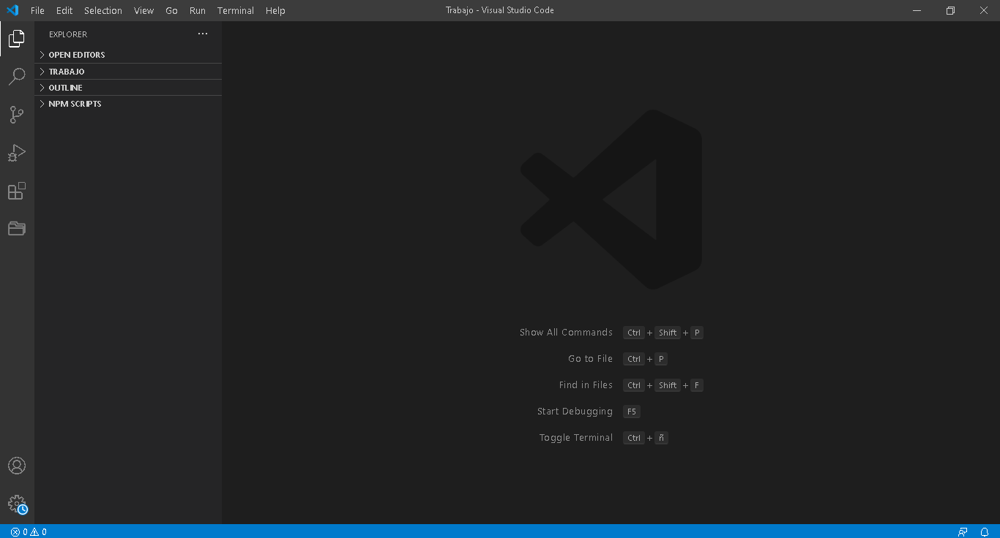 File Edit Selection View Go Run Terminal Help Trabajo - Visual Studio Code
EXPLORER
OPEN EDITORS
TRABAJO
OUTLINE
NPM SCRIPTS
Show All Commands Ctrl + Shift + P
Go to File Ctrl + P
Find in Files Ctrl + Shift + F
Start Debugging F5
Toggle Terminal Ctrl + ñ
0 0